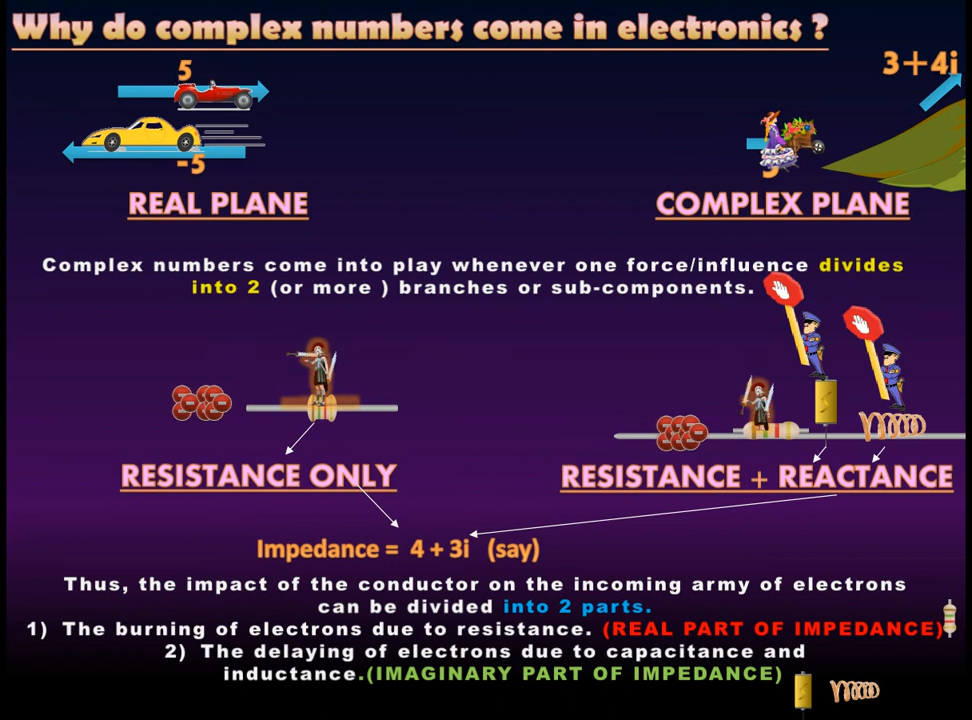 Why do complex numbers come in electronics ?
5
3+4i
-5
REAL PLANE
COMPLEX PLANE
Complex numbers come into play whenever one force/influence divides
into 2 (or more ) branches or sub-components.
RESISTANCE ONLY
RESISTANCE + REACTANCE
Impedance = 4 + 3i (say)
Thus, the impact of the conductor on the incoming army of electrons
can be divided into 2 parts.
1) The burning of electrons due to resistance. (REAL PART OF IMPEDANCE)
2) The delaying of electrons due to capacitance and
inductance.(IMAGINARY PART OF IMPEDANCE)